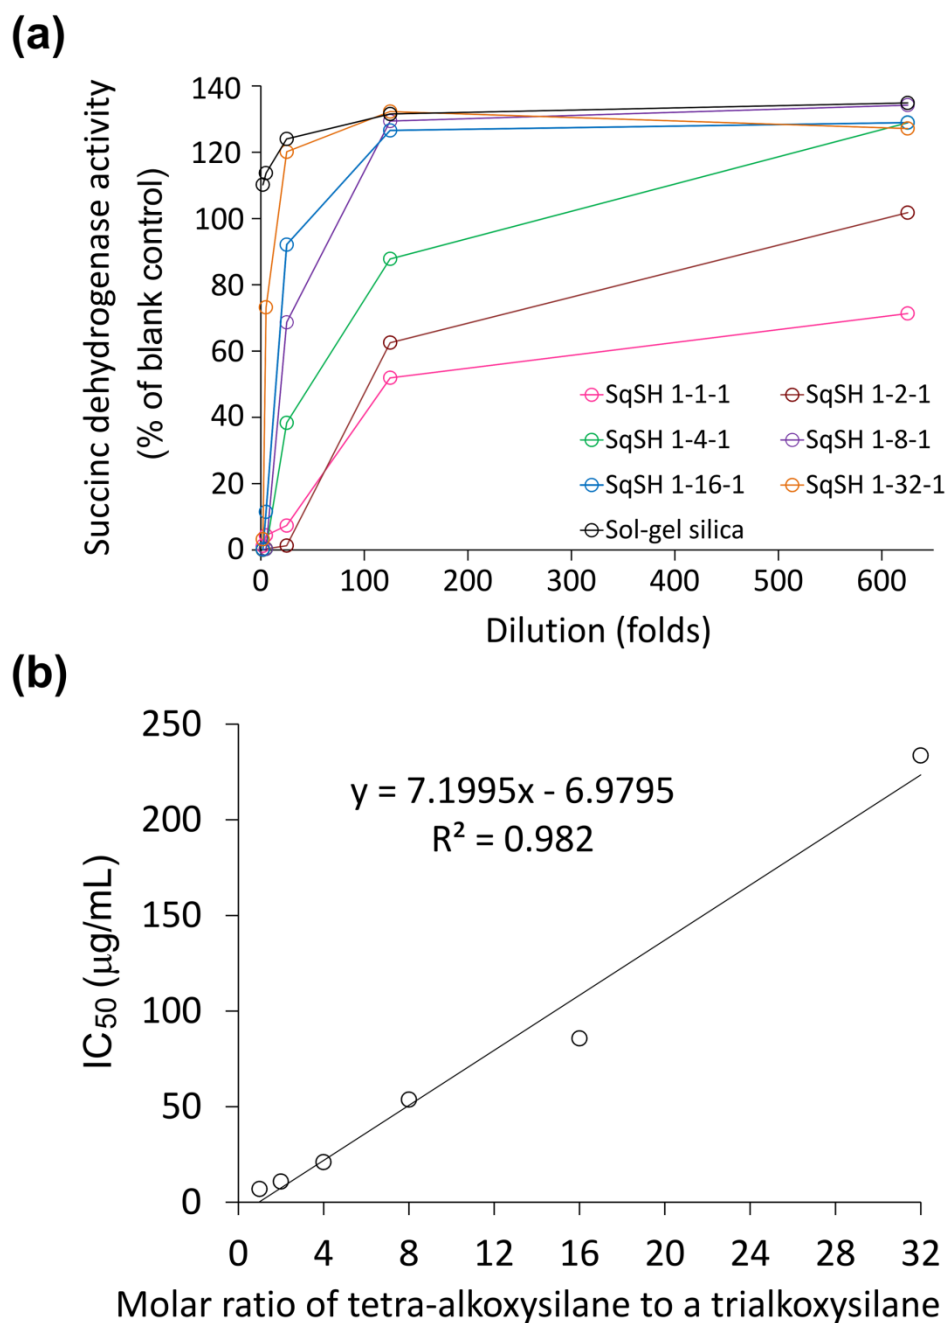 (a)
Succinc dehydrogenase activity
(% of blank control)
140
120
100
80
60
40
20
0
0 100 200 300 400 500 600
Dilution (folds)
SqSH 1-1-1 SqSH 1-2-1
SqSH 1-4-1 SqSH 1-8-1
SqSH 1-16-1 SqSH 1-32-1
Sol-gel silica
(b)
IC₅₀ (µg/mL)
250
200
150
100
50
0
y = 7.1995x - 6.9795
R² = 0.982
0 4 8 12 16 20 24 28 32
Molar ratio of tetra-alkoxysilane to a trialkoxysilane